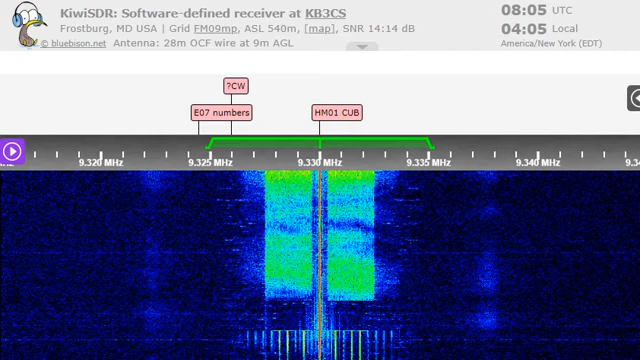 KiwiSDR: Software-defined receiver at KB3CS
Frostburg, MD USA | Grid FM09mp, ASL 540m, [map], SNR 14:14 dB
© bluebison.net Antenna: 28m OCF wire at 9m AGL
08:05 UTC
04:05 Local
America/New York (EDT)
?CW
E07 numbers
HM01 CUB
9.320 MHz
9.325 MHz
9.330 MHz
9.335 MHz
9.340 MHz